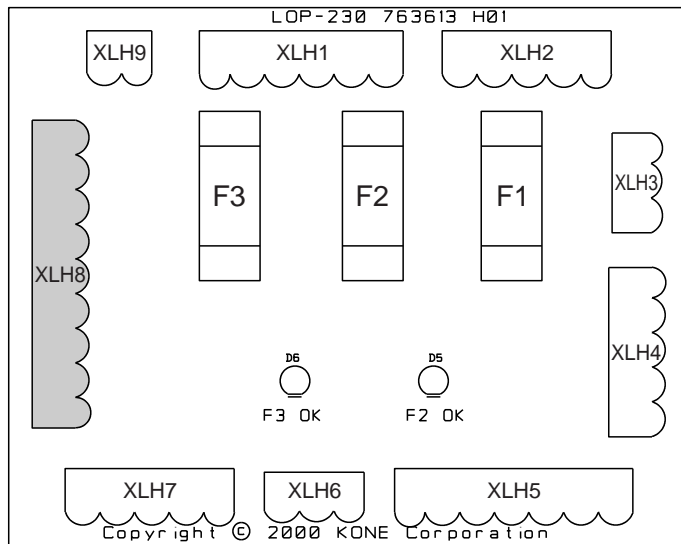 LOP-230 763613 H01
XLH9 XLH1 XLH2
F3 F2 F1
XLH3
XLH8
XLH4
D6 D5
F3 OK F2 OK
XLH7 XLH6 XLH5
Copyright © 2000 KONE Corporation